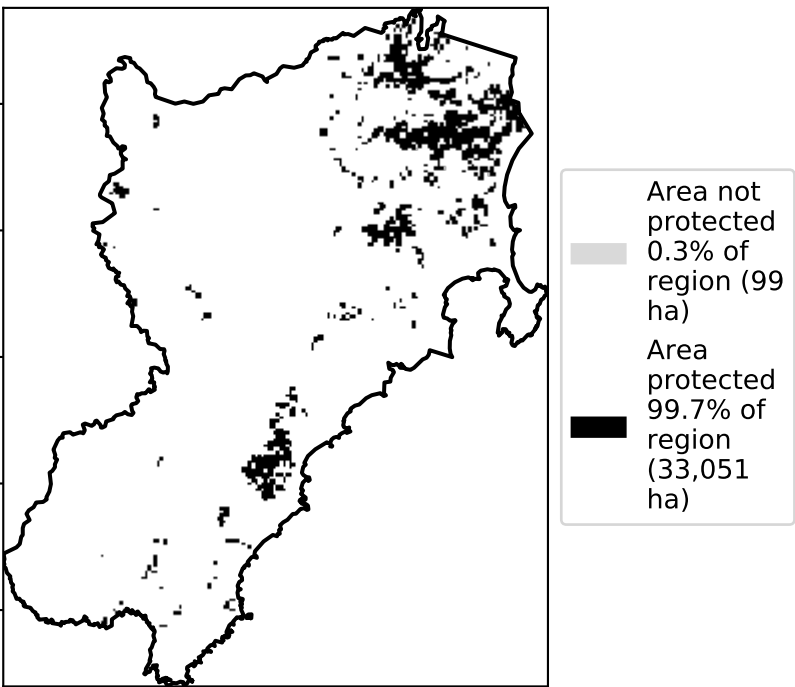 Area not
protected
0.3% of
region (99
ha)
Area
protected
99.7% of
region
(33,051
ha)